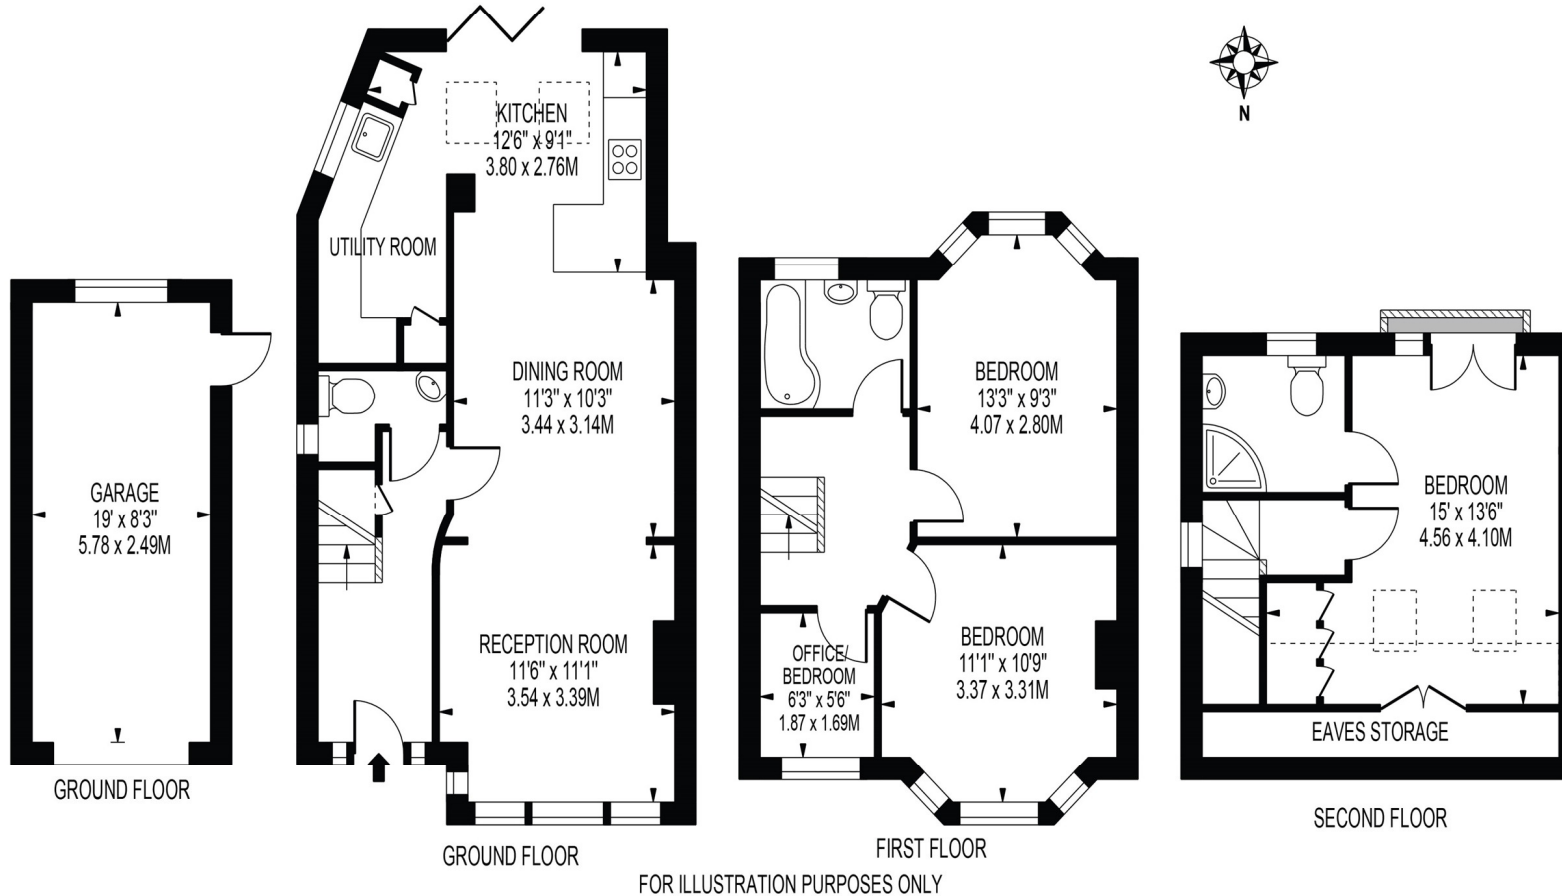 N
KITCHEN
12'6" x 9'1"
3.80 x 2.76M
UTILITY ROOM
DINING ROOM
11'3" x 10'3"
3.44 x 3.14M
RECEPTION ROOM
11'6" x 11'1"
3.54 x 3.39M
GARAGE
19' x 8'3"
5.78 x 2.49M
GROUND FLOOR
GROUND FLOOR
BEDROOM
13'3" x 9'3"
4.07 x 2.80M
BEDROOM
11'1" x 10'9"
3.37 x 3.31M
OFFICE/
BEDROOM
6'3" x 5'6"
1.87 x 1.69M
FIRST FLOOR
BEDROOM
15' x 13'6"
4.56 x 4.10M
EAVES STORAGE
SECOND FLOOR
FOR ILLUSTRATION PURPOSES ONLY